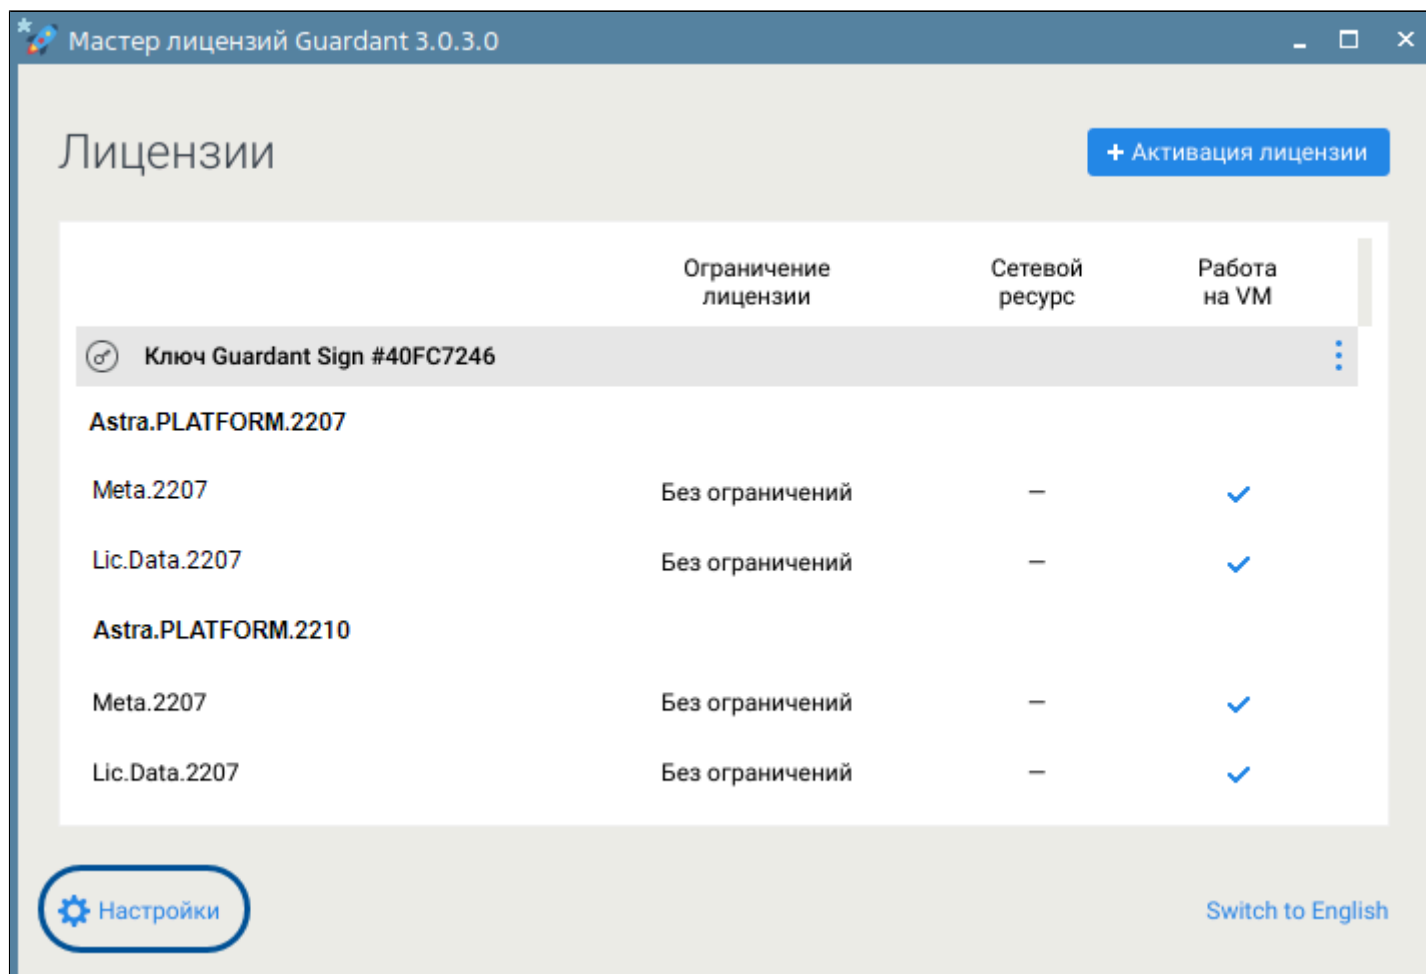 Мастер лицензий Guardant 3.0.3.0
Лицензии
+ Активация лицензии
Ограничение лицензии
Сетевой ресурс
Работа на VM
Ключ Guardant Sign #40FC7246
Astra.PLATFORM.2207
Meta.2207 Без ограничений –
Lic.Data.2207 Без ограничений –
Astra.PLATFORM.2210
Meta.2207 Без ограничений –
Lic.Data.2207 Без ограничений –
Настройки
Switch to English